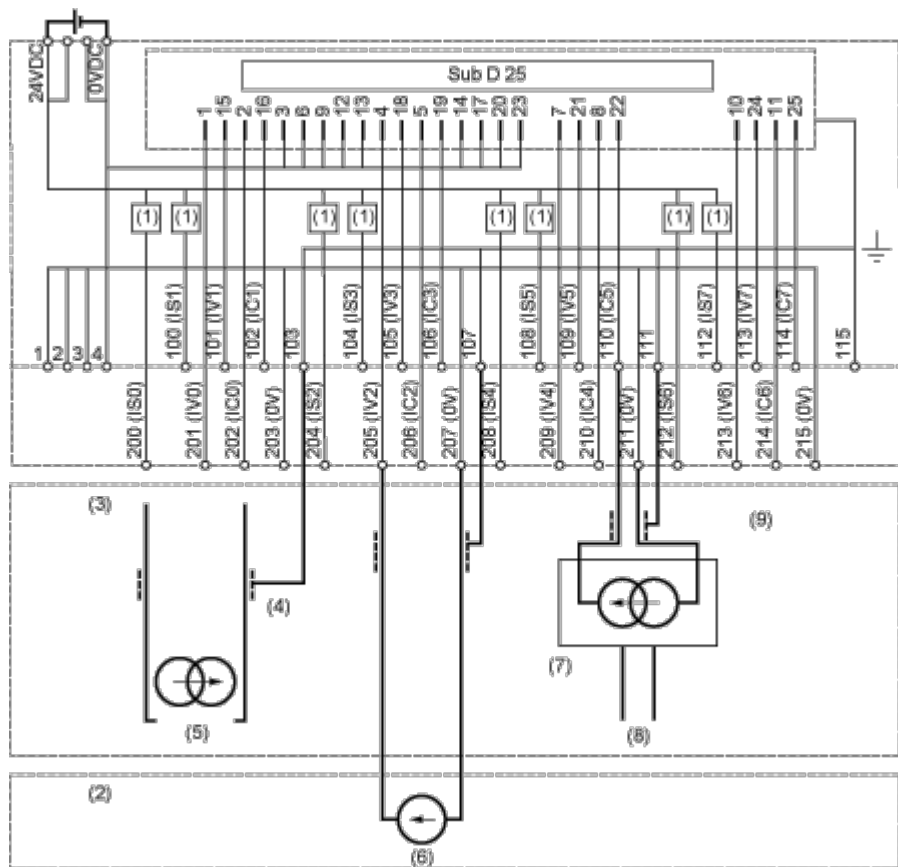 24VDC
0VDC
Sub D 25
1 15 2 16 3 6 9 12 13 4 18 5 19 14 17 20 23 7 21 8 22 10 24 11 25
(1) (1) (1) (1) (1) (1) (1) (1)
1 2 3 4
100 (IS1)
101 (IV1)
102 (IC1)
103
104 (IS3)
105 (IV3)
106 (IC3)
107
108 (IS5)
109 (IV5)
110 (IC5)
111
112 (IS7)
113 (IV7)
114 (IC7)
115
200 (IS0)
201 (IV0)
202 (IC0)
203 (0V)
204 (IS2)
205 (IV2)
206 (IC2)
207 (0V)
208 (IS4)
209 (IV4)
210 (IC4)
211 (0V)
212 (IS6)
213 (IV6)
214 (IC6)
215 (0V)
(3)
(9)
(4)
(7)
(5)
(8)
(2)
(6)